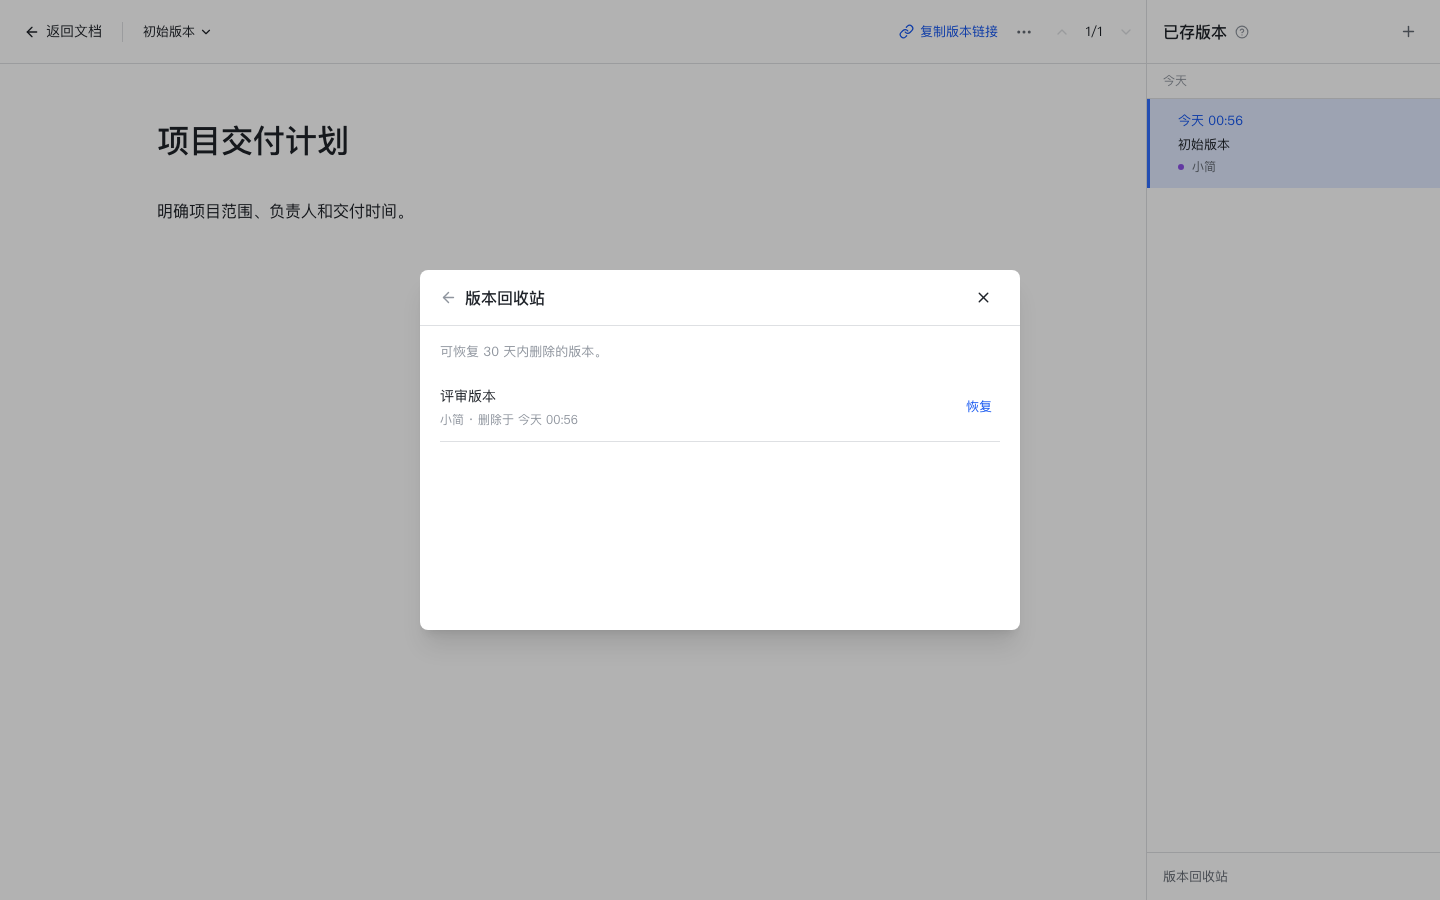 返回文档
初始版本
复制版本链接
1/1
已存版本
今天
今天 00:56
初始版本
小简
项目交付计划
明确项目范围、负责人和交付时间。
版本回收站
可恢复 30 天内删除的版本。
评审版本
小简 · 删除于 今天 00:56
恢复
版本回收站